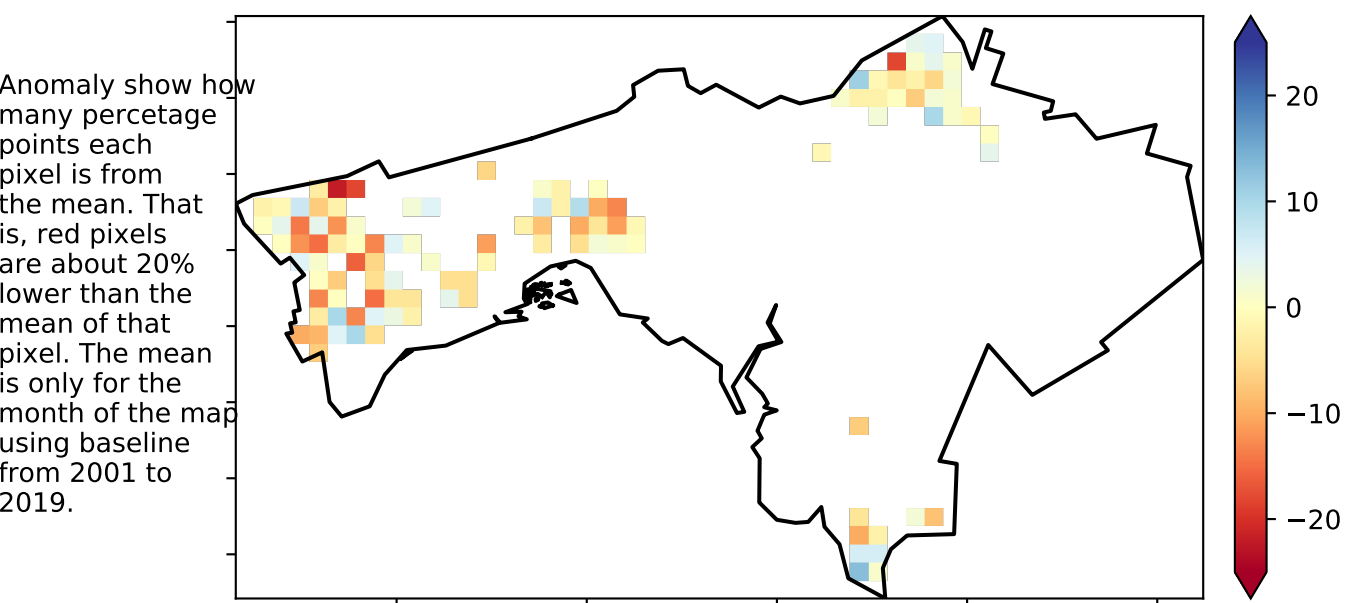 Anomaly show how
many percetage
points each
pixel is from
the mean. That
is, red pixels
are about 20%
lower than the
mean of that
pixel. The mean
is only for the
month of the map
using baseline
from 2001 to
2019.
20
10
0
−10
−20